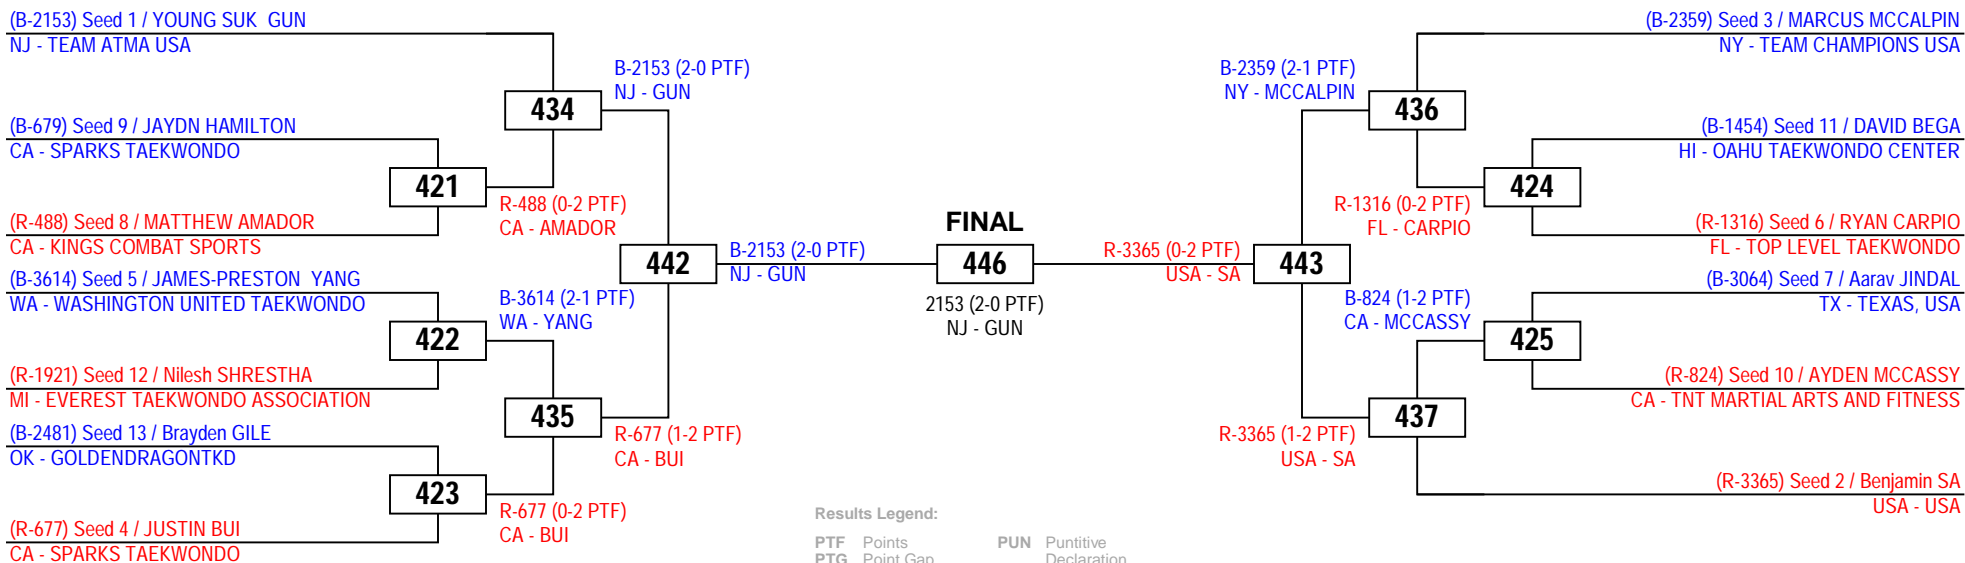 (B-2153) Seed 1 / YOUNG SUK  GUN
NJ - TEAM ATMA USA
(B-679) Seed 9 / JAYDN HAMILTON
CA - SPARKS TAEKWONDO
(R-488) Seed 8 / MATTHEW AMADOR
CA - KINGS COMBAT SPORTS
(B-3614) Seed 5 / JAMES-PRESTON  YANG
WA - WASHINGTON UNITED TAEKWONDO
(R-1921) Seed 12 / Nilesh SHRESTHA
MI - EVEREST TAEKWONDO ASSOCIATION
(B-2481) Seed 13 / Brayden GILE
OK - GOLDENDRAGONTKD
(R-677) Seed 4 / JUSTIN BUI
CA - SPARKS TAEKWONDO
421
422
423
R-488 (0-2 PTF)
CA - AMADOR
B-3614 (2-1 PTF)
WA - YANG
R-677 (0-2 PTF)
CA - BUI
434
435
B-2153 (2-0 PTF)
NJ - GUN
R-677 (1-2 PTF)
CA - BUI
442
B-2153 (2-0 PTF)
NJ - GUN
FINAL
446
2153 (2-0 PTF)
NJ - GUN
R-3365 (0-2 PTF)
USA - SA
443
B-2359 (2-1 PTF)
NY - MCCALPIN
R-3365 (1-2 PTF)
USA - SA
436
437
R-1316 (0-2 PTF)
FL - CARPIO
B-824 (1-2 PTF)
CA - MCCASSY
424
425
(B-2359) Seed 3 / MARCUS MCCALPIN
NY - TEAM CHAMPIONS USA
(B-1454) Seed 11 / DAVID BEGA
HI - OAHU TAEKWONDO CENTER
(R-1316) Seed 6 / RYAN CARPIO
FL - TOP LEVEL TAEKWONDO
(B-3064) Seed 7 / Aarav JINDAL
TX - TEXAS, USA
(R-824) Seed 10 / AYDEN MCCASSY
CA - TNT MARTIAL ARTS AND FITNESS
(R-3365) Seed 2 / Benjamin SA
USA - USA
Results Legend:
PTF Points PUN Puntitive
PTG Point Gap Declaration